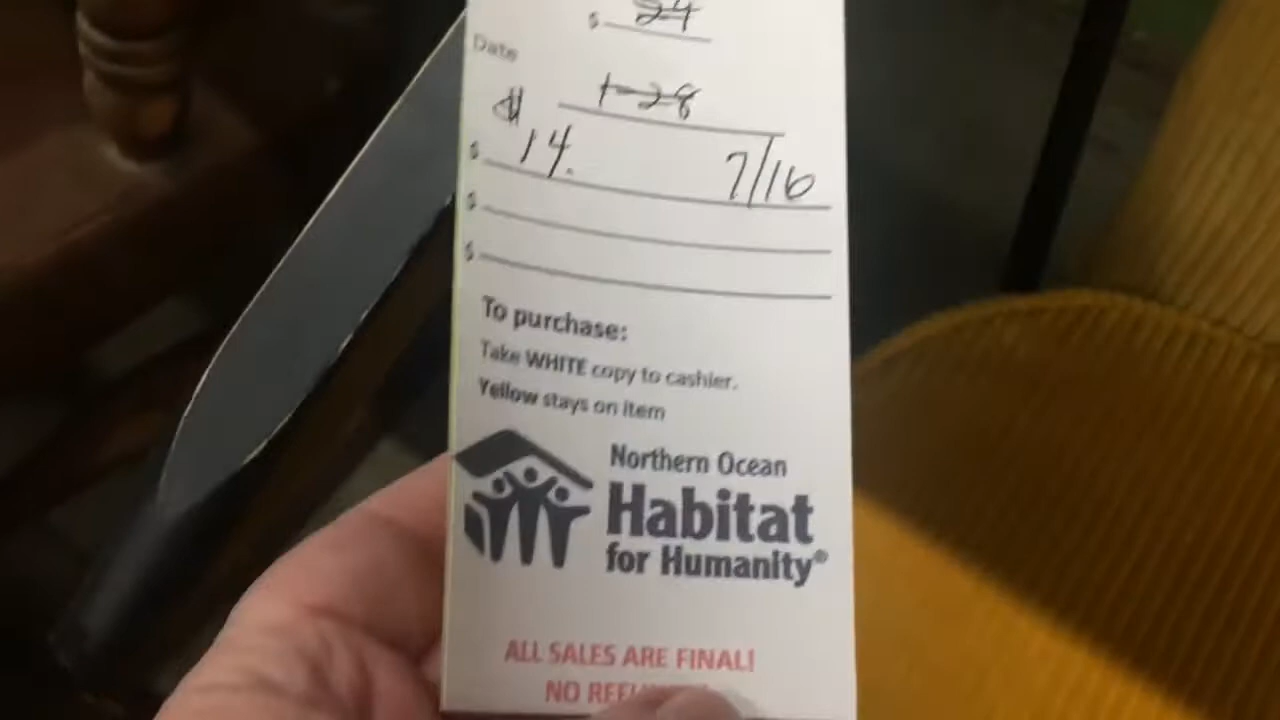 $ 24
Date
1-28
$ 14. 7/16
$
$
To purchase:
Take WHITE copy to cashier.
Yellow stays on item
Northern Ocean
Habitat
for Humanity®
ALL SALES ARE FINAL!
NO